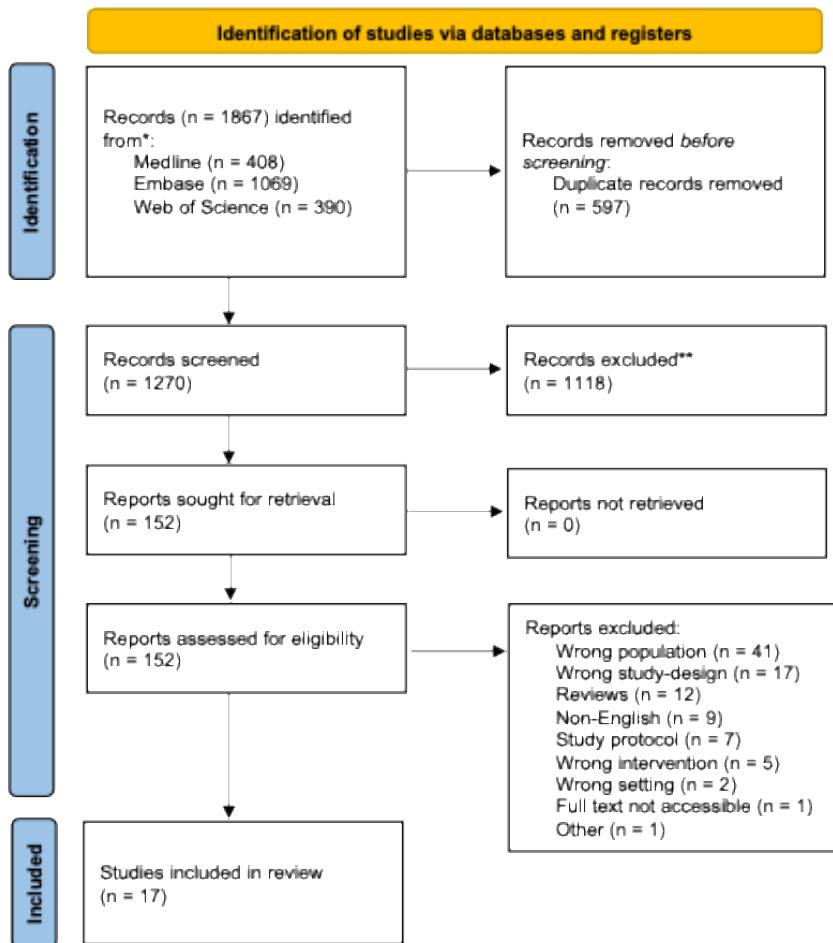 Identification of studies via databases and registers
Identification
Records (n = 1867) identified
from*:
Medline (n = 408)
Embase (n = 1069)
Web of Science (n = 390)
Records removed before
screening:
Duplicate records removed
(n = 597)
Screening
Records screened
(n = 1270)
Records excluded**
(n = 1118)
Reports sought for retrieval
(n = 152)
Reports not retrieved
(n = 0)
Reports assessed for eligibility
(n = 152)
Reports excluded:
Wrong population (n = 41)
Wrong study-design (n = 17)
Reviews (n = 12)
Non-English (n = 9)
Study protocol (n = 7)
Wrong intervention (n = 5)
Wrong setting (n = 2)
Full text not accessible (n = 1)
Other (n = 1)
Included
Studies included in review
(n = 17)